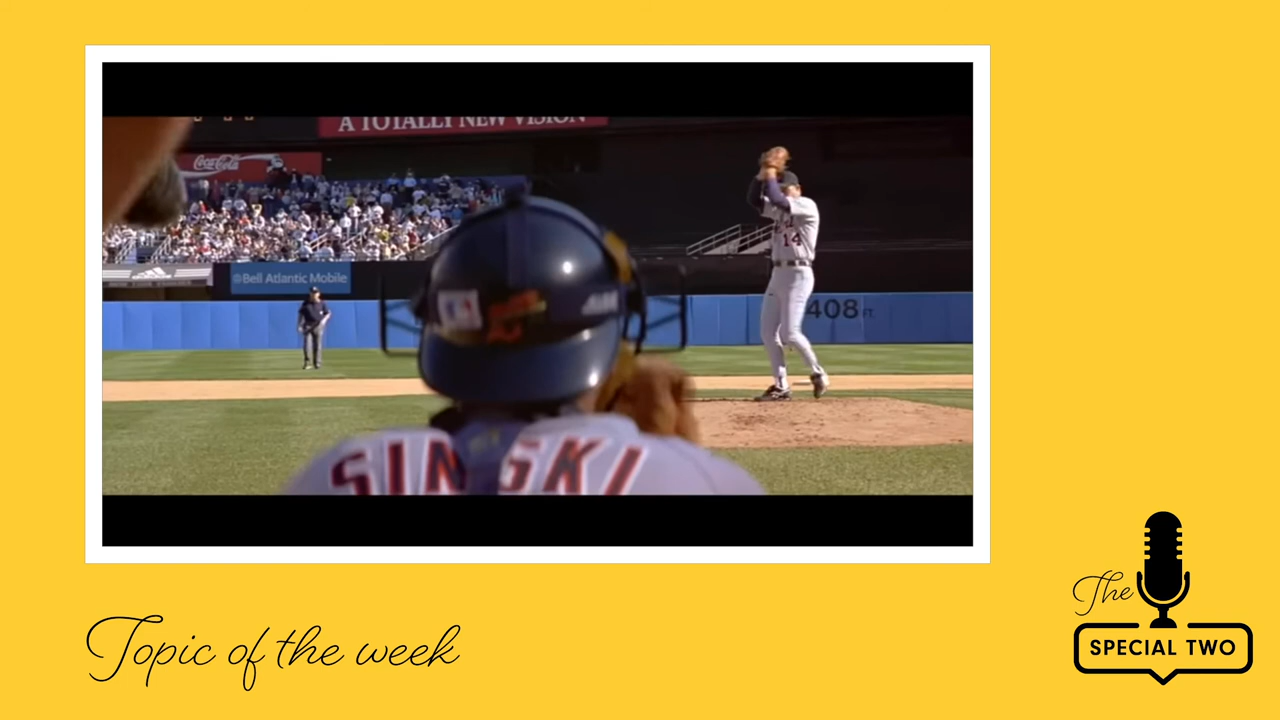 A TOTALLY NEW VISION
Coca-Cola
Bell Atlantic Mobile
14
408 FT.
SINSKI
Topic of the week
The
SPECIAL TWO